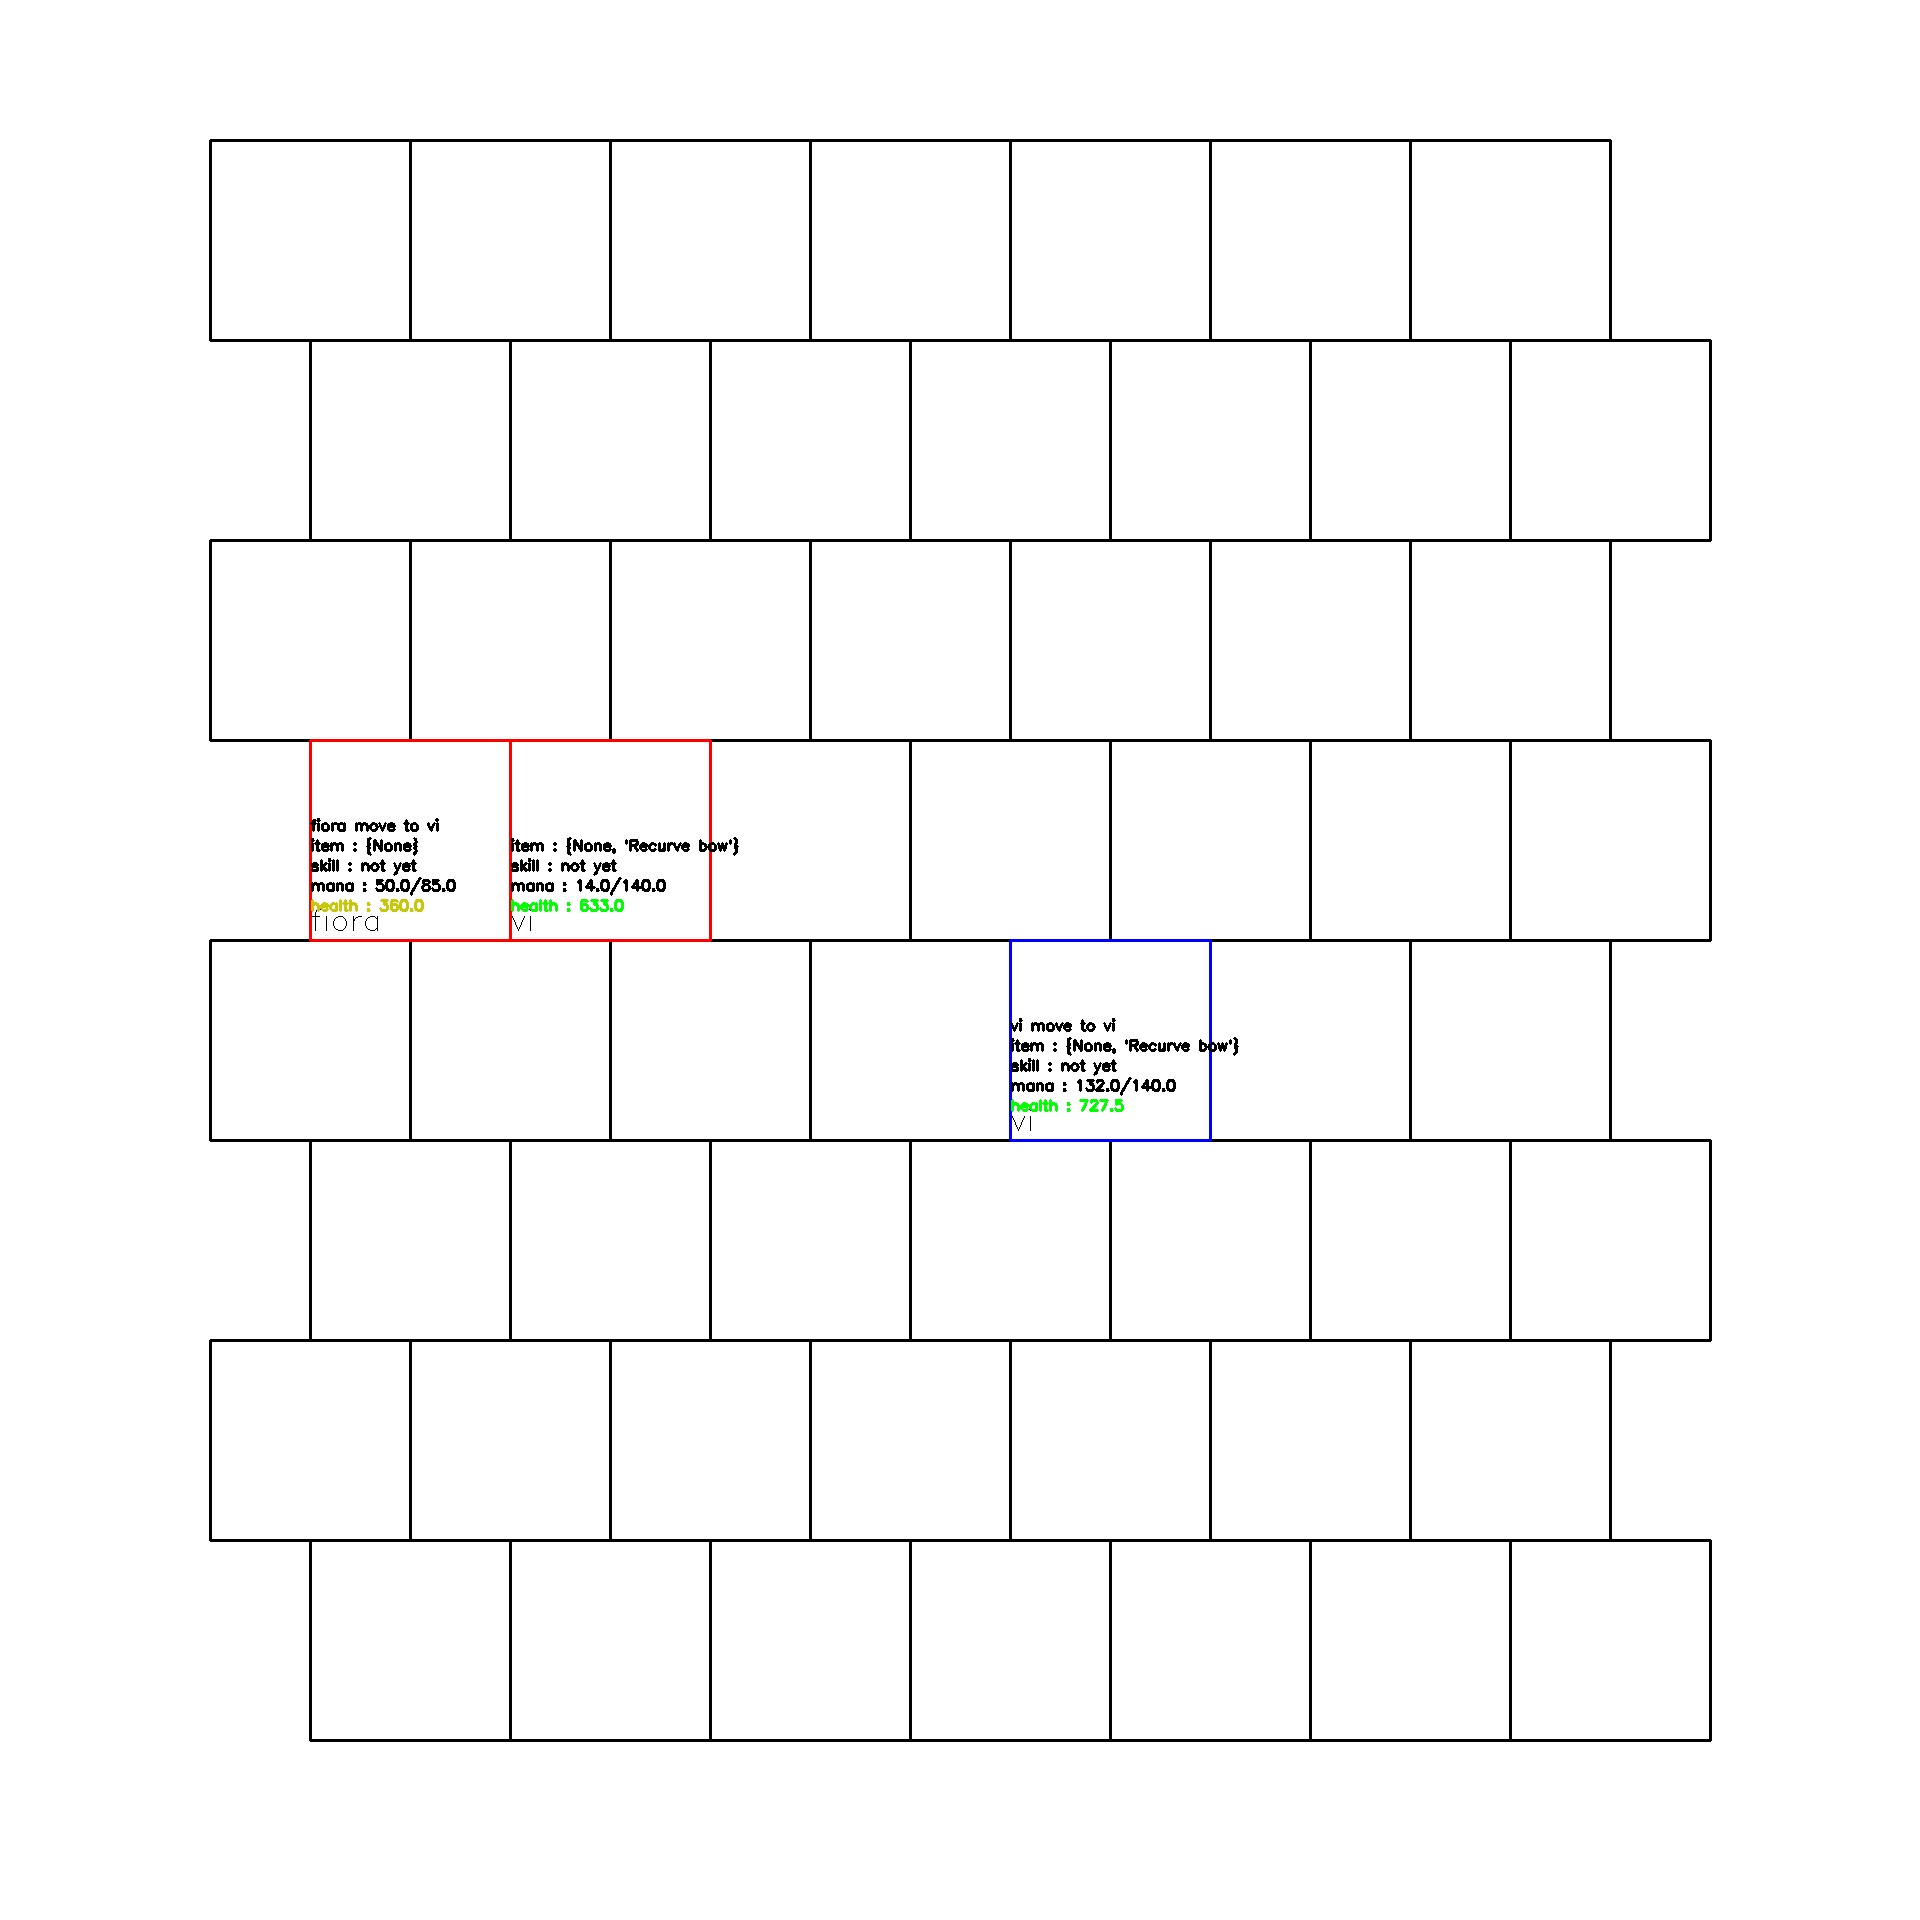 fiora move to vi
item : {None}
skill : not yet
mana : 50.0/85.0
health : 360.0
fiora
item : {None, 'Recurve bow'}
skill : not yet
mana : 14.0/140.0
health : 633.0
vi
vi move to vi
item : {None, 'Recurve bow'}
skill : not yet
mana : 132.0/140.0
health : 727.5
vi